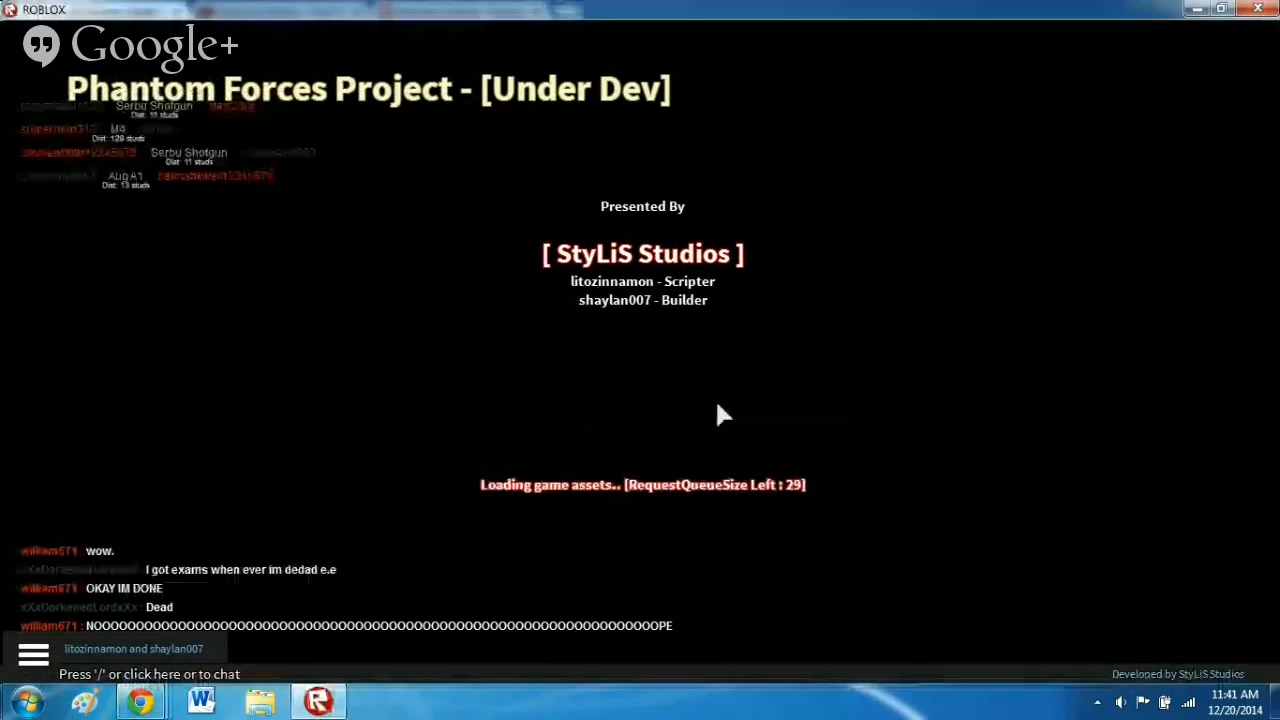 ROBLOX
Google+
Phantom Forces Project - [Under Dev]
Serbu Shotgun
Dist: 11 studs
M4
Dist: 128 studs
Serbu Shotgun
Dist: 11 studs
Aug A1
Dist: 13 studs
Presented By
[ StyLiS Studios ]
litozinnamon - Scripter
shaylan007 - Builder
Loading game assets.. [RequestQueueSize Left : 29]
william671 : wow.
I got exams when ever im dedad e.e
william671 : OKAY IM DONE
xXxDarkenedLordxXx : Dead
william671 : NOOOOOOOOOOOOOOOOOOOOOOOOOOOOOOOOOOOOOOOOOOOOOOOOOOOOOOOOOOOOOOOOOOPE
litozinnamon and shaylan007
Press '/' or click here or to chat
Developed by StyLiS Studios
11:41 AM
12/20/2014